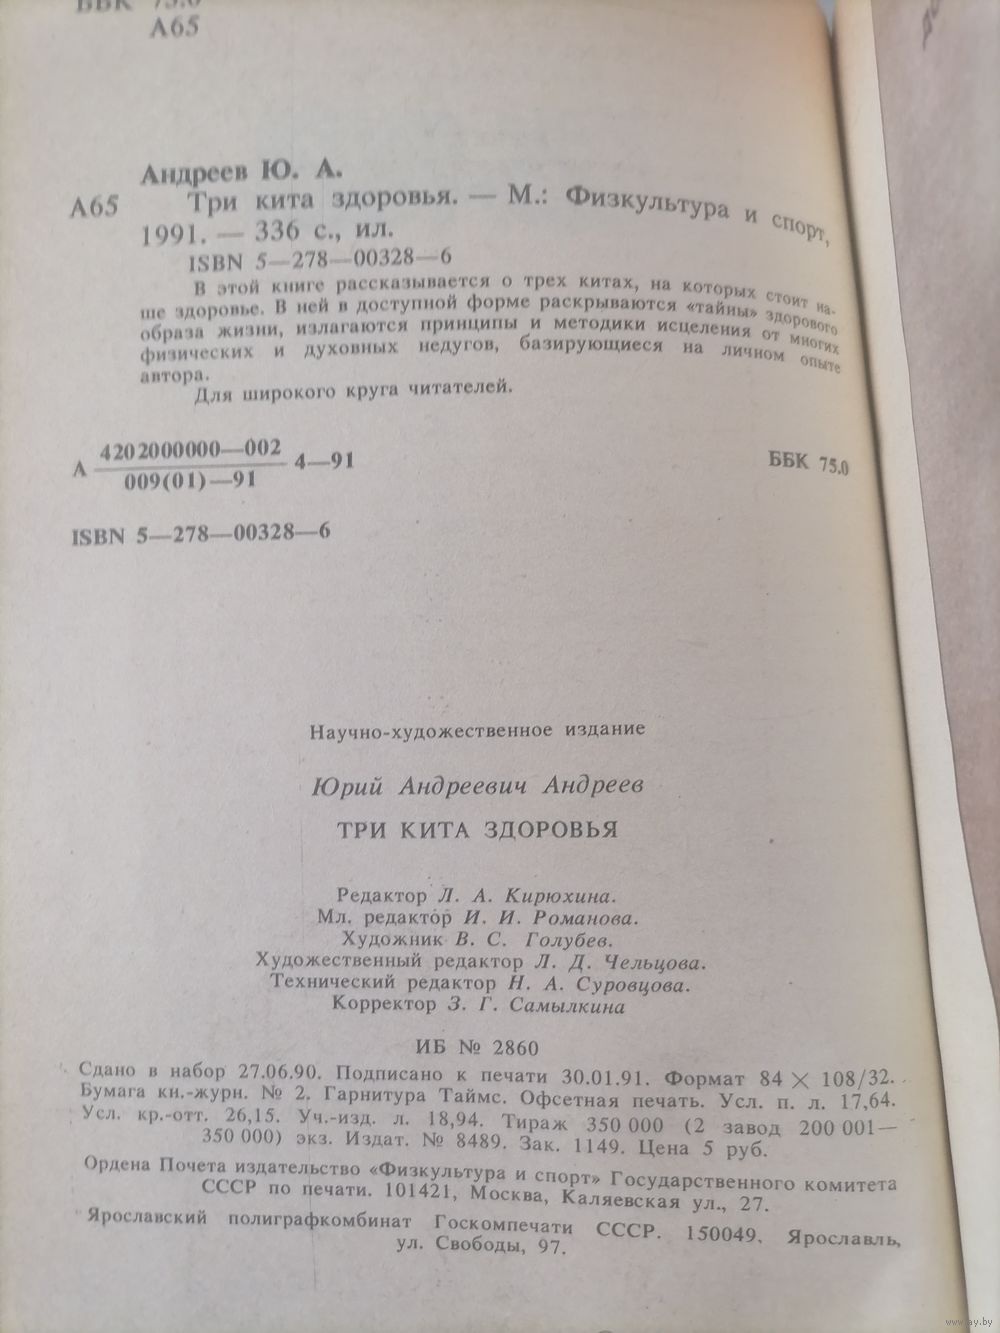 ББК 75.0
А65
Андреев Ю. А.
А65 Три кита здоровья. — М.: Физкультура и спорт,
1991. — 336 с., ил.
ISBN 5—278—00328—6
В этой книге рассказывается о трех китах, на которых стоит на-
ше здоровье. В ней в доступной форме раскрываются «тайны» здорового
образа жизни, излагаются принципы и методики исцеления от многих
физических и духовных недугов, базирующиеся на личном опыте
автора.
Для широкого круга читателей.
А 4202000000—002 4—91
009(01)—91
ББК 75.0
ISBN 5—278—00328—6
Научно-художественное издание
Юрий Андреевич Андреев
ТРИ КИТА ЗДОРОВЬЯ
Редактор Л. А. Кирюхина.
Мл. редактор И. И. Романова.
Художник В. С. Голубев.
Художественный редактор Л. Д. Чельцова.
Технический редактор Н. А. Суровцова.
Корректор З. Г. Самылкина
ИБ № 2860
Сдано в набор 27.06.90. Подписано к печати 30.01.91. Формат 84 × 108/32.
Бумага кн.-журн. № 2. Гарнитура Таймс. Офсетная печать. Усл. п. л. 17,64.
Усл. кр.-отт. 26,15. Уч.-изд. л. 18,94. Тираж 350 000 (2 завод 200 001—
350 000) экз. Издат. № 8489. Зак. 1149. Цена 5 руб.
Ордена Почета издательство «Физкультура и спорт» Государственного комитета
СССР по печати. 101421, Москва, Каляевская ул., 27.
Ярославский полиграфкомбинат Госкомпечати СССР. 150049. Ярославль,
ул. Свободы, 97.
www.ay.by